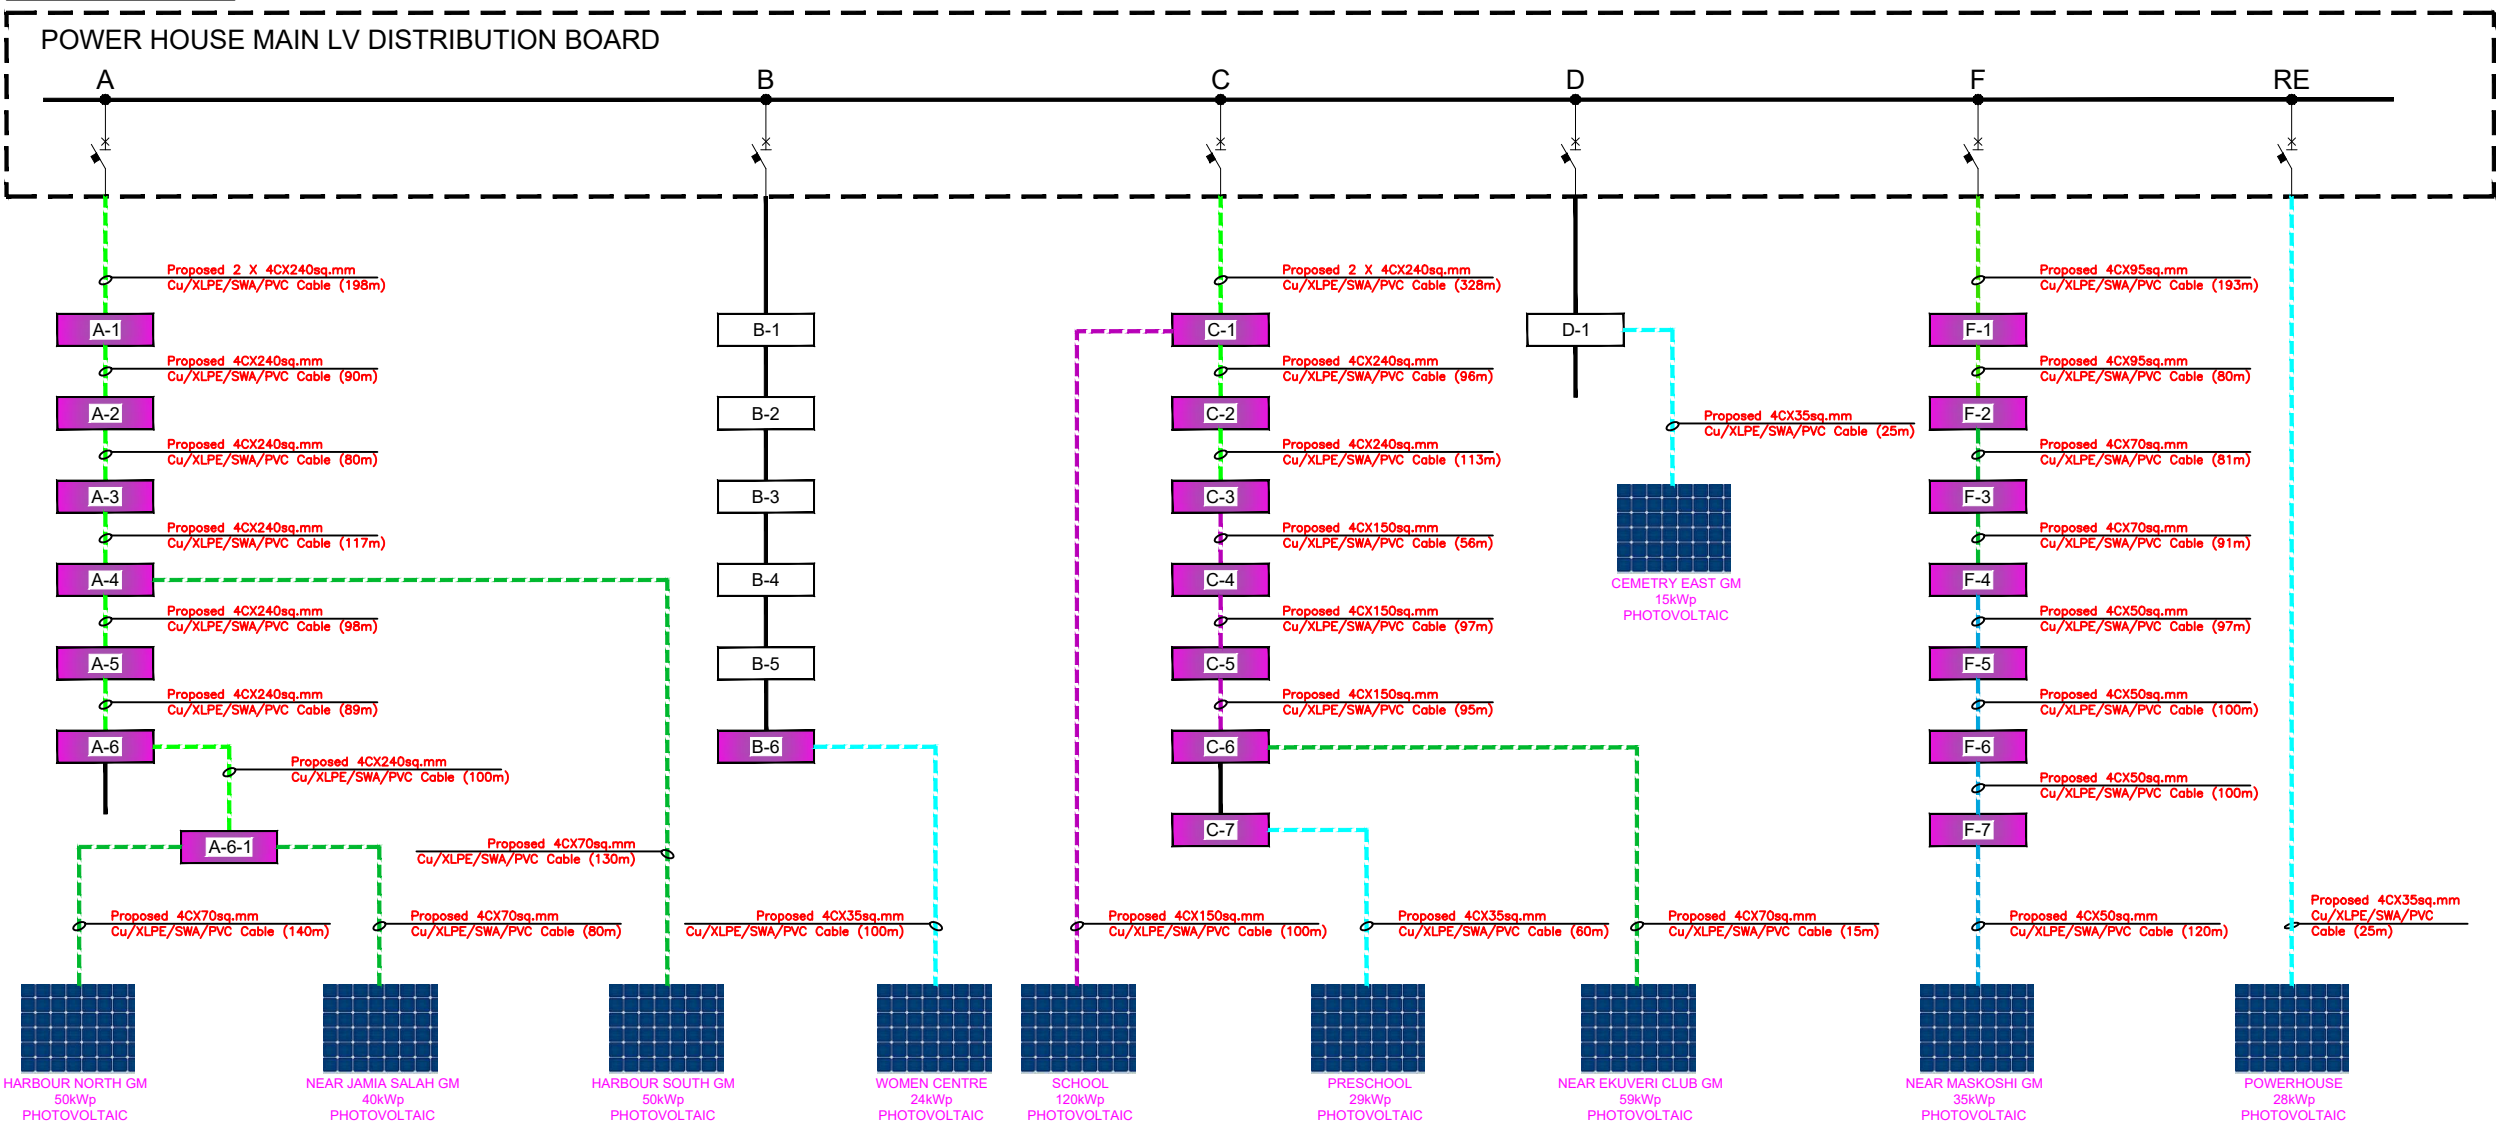 POWER HOUSE MAIN LV DISTRIBUTION BOARD
A
B
C
D
F
RE
Proposed 2 X 4CX240sq.mm
Cu/XLPE/SWA/PVC Cable (198m)
A-1
Proposed 4CX240sq.mm
Cu/XLPE/SWA/PVC Cable (90m)
A-2
Proposed 4CX240sq.mm
Cu/XLPE/SWA/PVC Cable (80m)
A-3
Proposed 4CX240sq.mm
Cu/XLPE/SWA/PVC Cable (117m)
A-4
Proposed 4CX240sq.mm
Cu/XLPE/SWA/PVC Cable (98m)
A-5
Proposed 4CX240sq.mm
Cu/XLPE/SWA/PVC Cable (89m)
A-6
Proposed 4CX240sq.mm
Cu/XLPE/SWA/PVC Cable (100m)
A-6-1
Proposed 4CX70sq.mm
Cu/XLPE/SWA/PVC Cable (130m)
Proposed 4CX70sq.mm
Cu/XLPE/SWA/PVC Cable (140m)
Proposed 4CX70sq.mm
Cu/XLPE/SWA/PVC Cable (80m)
HARBOUR NORTH GM
50kWp
PHOTOVOLTAIC
NEAR JAMIA SALAH GM
40kWp
PHOTOVOLTAIC
HARBOUR SOUTH GM
50kWp
PHOTOVOLTAIC
B-1
B-2
B-3
B-4
B-5
B-6
Proposed 4CX35sq.mm
Cu/XLPE/SWA/PVC Cable (100m)
WOMEN CENTRE
24kWp
PHOTOVOLTAIC
Proposed 2 X 4CX240sq.mm
Cu/XLPE/SWA/PVC Cable (328m)
C-1
Proposed 4CX240sq.mm
Cu/XLPE/SWA/PVC Cable (96m)
C-2
Proposed 4CX240sq.mm
Cu/XLPE/SWA/PVC Cable (113m)
C-3
Proposed 4CX150sq.mm
Cu/XLPE/SWA/PVC Cable (56m)
C-4
Proposed 4CX150sq.mm
Cu/XLPE/SWA/PVC Cable (97m)
C-5
Proposed 4CX150sq.mm
Cu/XLPE/SWA/PVC Cable (95m)
C-6
C-7
Proposed 4CX150sq.mm
Cu/XLPE/SWA/PVC Cable (100m)
Proposed 4CX35sq.mm
Cu/XLPE/SWA/PVC Cable (60m)
Proposed 4CX70sq.mm
Cu/XLPE/SWA/PVC Cable (15m)
SCHOOL
120kWp
PHOTOVOLTAIC
PRESCHOOL
29kWp
PHOTOVOLTAIC
NEAR EKUVERI CLUB GM
59kWp
PHOTOVOLTAIC
D-1
Proposed 4CX35sq.mm
Cu/XLPE/SWA/PVC Cable (25m)
CEMETRY EAST GM
15kWp
PHOTOVOLTAIC
Proposed 4CX95sq.mm
Cu/XLPE/SWA/PVC Cable (193m)
F-1
Proposed 4CX95sq.mm
Cu/XLPE/SWA/PVC Cable (80m)
F-2
Proposed 4CX70sq.mm
Cu/XLPE/SWA/PVC Cable (81m)
F-3
Proposed 4CX70sq.mm
Cu/XLPE/SWA/PVC Cable (91m)
F-4
Proposed 4CX50sq.mm
Cu/XLPE/SWA/PVC Cable (97m)
F-5
Proposed 4CX50sq.mm
Cu/XLPE/SWA/PVC Cable (100m)
F-6
Proposed 4CX50sq.mm
Cu/XLPE/SWA/PVC Cable (100m)
F-7
Proposed 4CX50sq.mm
Cu/XLPE/SWA/PVC Cable (120m)
NEAR MASKOSHI GM
35kWp
PHOTOVOLTAIC
Proposed 4CX35sq.mm
Cu/XLPE/SWA/PVC
Cable (25m)
POWERHOUSE
28kWp
PHOTOVOLTAIC